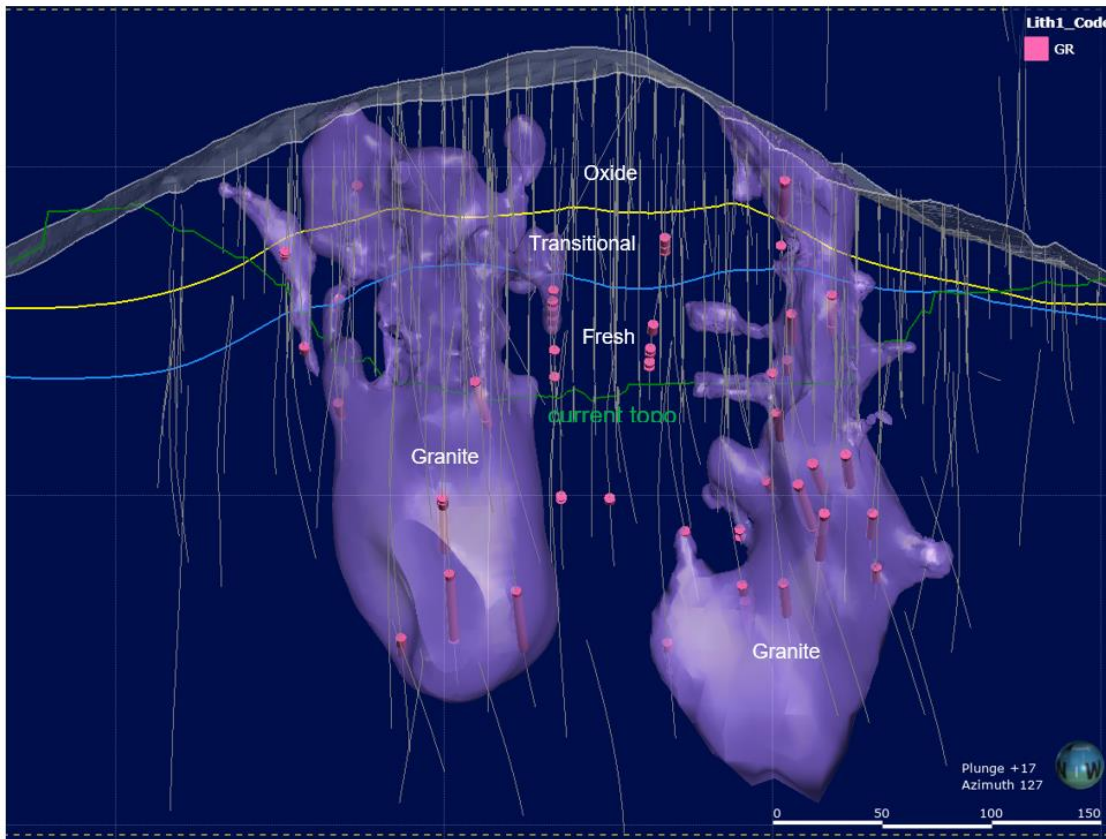 Lith1_Code
GR
Oxide
Transitional
Fresh
current topo
Granite
Granite
Plunge +17
Azimuth 127
0 50 100 150